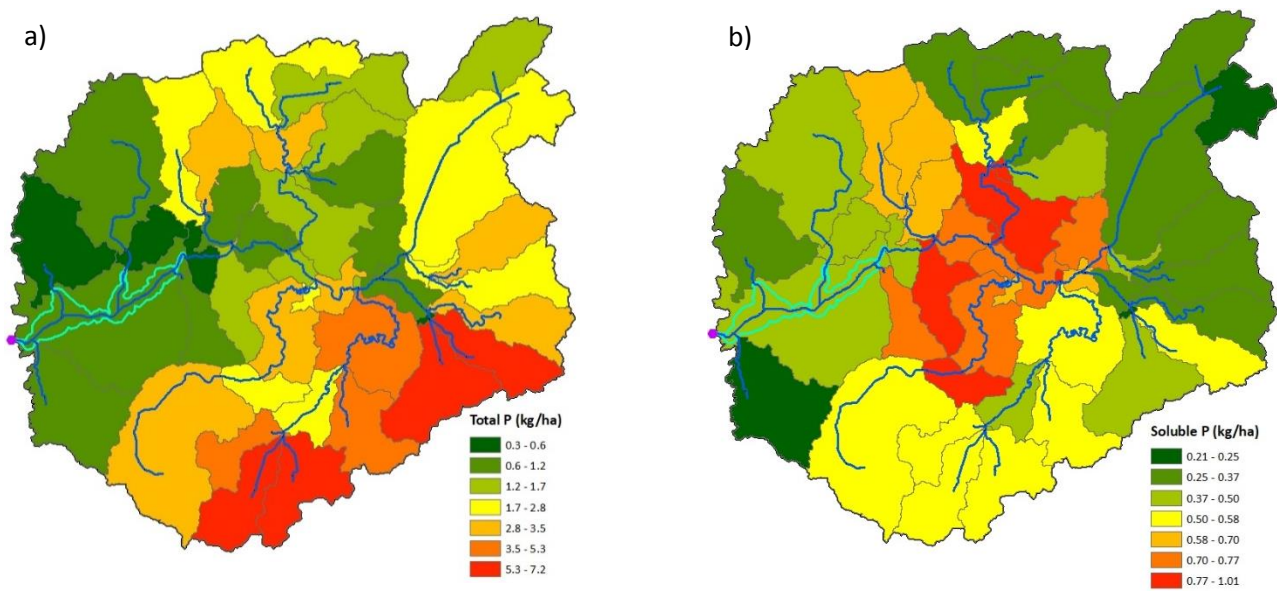 a)
Total P (kg/ha)
0.3 - 0.6
0.6 - 1.2
1.2 - 1.7
1.7 - 2.8
2.8 - 3.5
3.5 - 5.3
5.3 - 7.2
b)
Soluble P (kg/ha)
0.21 - 0.25
0.25 - 0.37
0.37 - 0.50
0.50 - 0.58
0.58 - 0.70
0.70 - 0.77
0.77 - 1.01